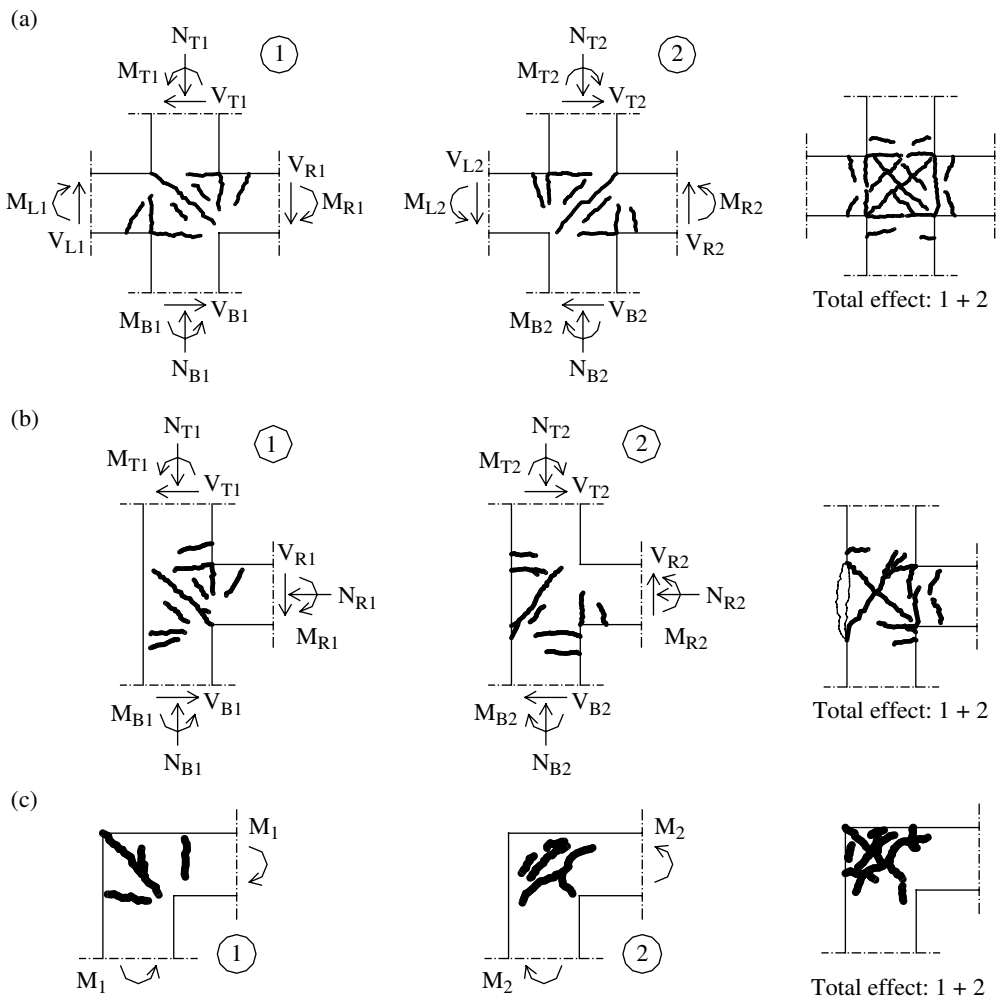 (a)
N_T1
1
M_T1
V_T1
V_R1
M_L1
M_R1
V_L1
V_B1
M_B1
N_B1
N_T2
2
M_T2
V_T2
V_L2
M_L2
M_R2
V_R2
M_B2
V_B2
N_B2
Total effect: 1 + 2
(b)
N_T1
1
M_T1
V_T1
V_R1
N_R1
M_R1
V_B1
M_B1
N_B1
N_T2
2
M_T2
V_T2
V_R2
N_R2
M_R2
V_B2
M_B2
N_B2
Total effect: 1 + 2
(c)
M_1
M_1
1
M_2
M_2
2
Total effect: 1 + 2